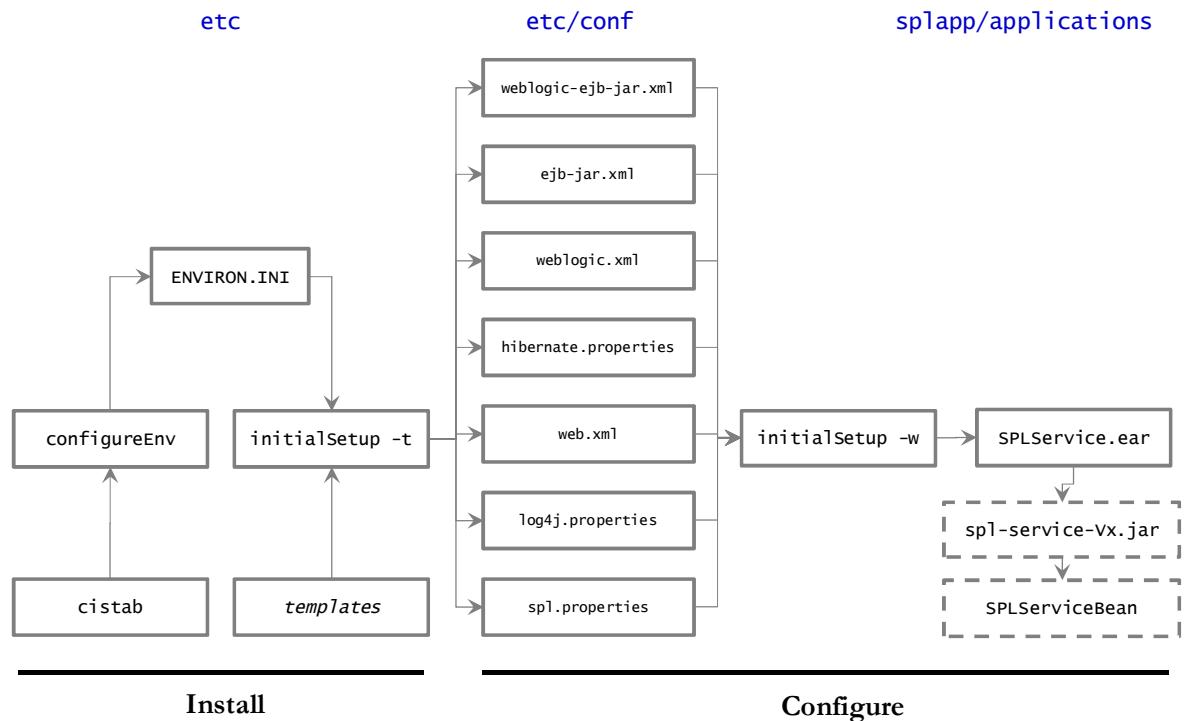 etc
etc/conf
splapp/applications
weblogic-ejb-jar.xml
ejb-jar.xml
ENVIRON.INI
weblogic.xml
hibernate.properties
configureEnv
initialSetup -t
web.xml
initialSetup -w
SPLService.ear
log4j.properties
spl-service-Vx.jar
cistab
templates
spl.properties
SPLServiceBean
Install
Configure